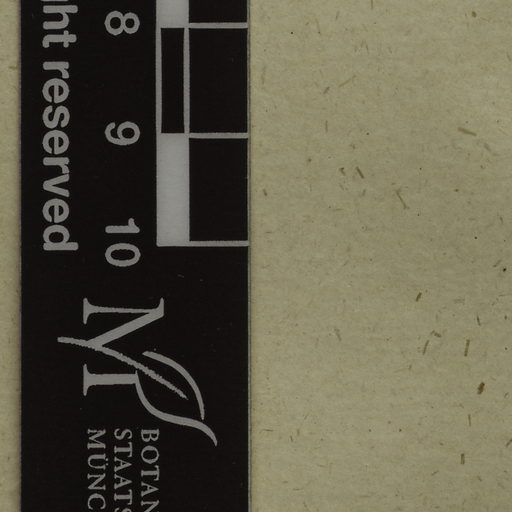 ght reserved
8
9
10
M
BOTAN
STAATS
MÜNC